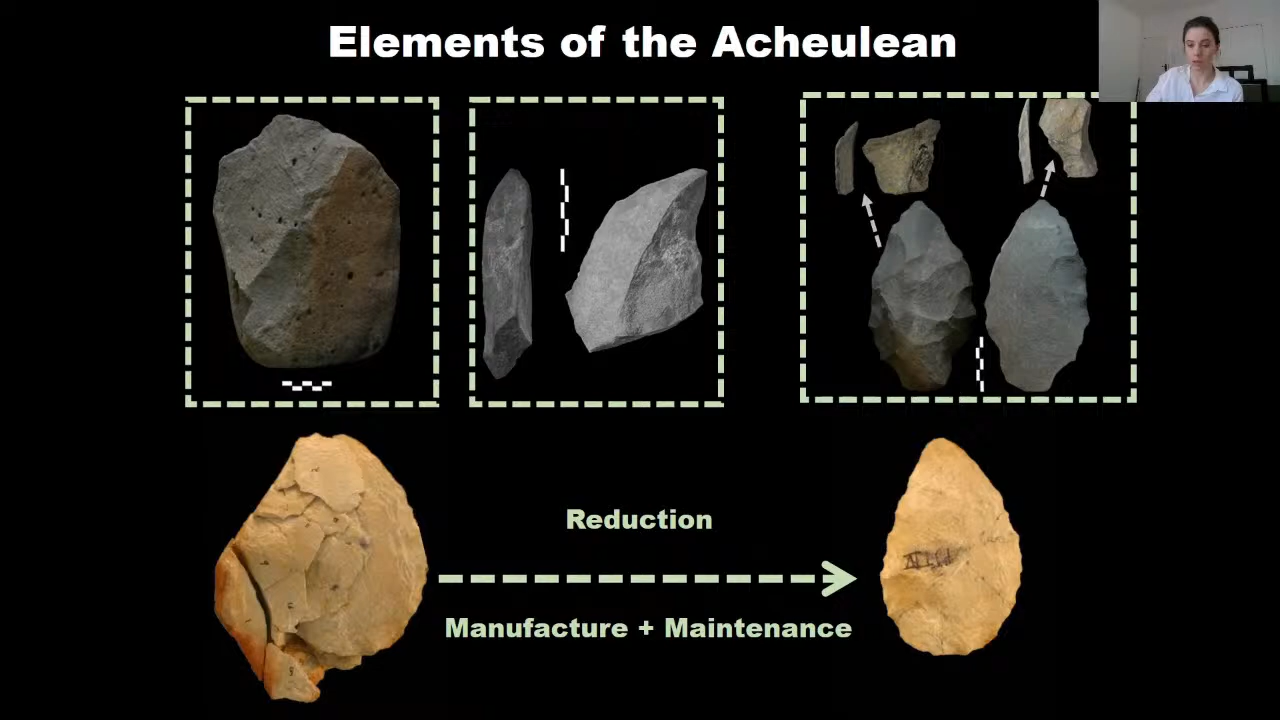 Elements of the Acheulean
Reduction
Manufacture + Maintenance